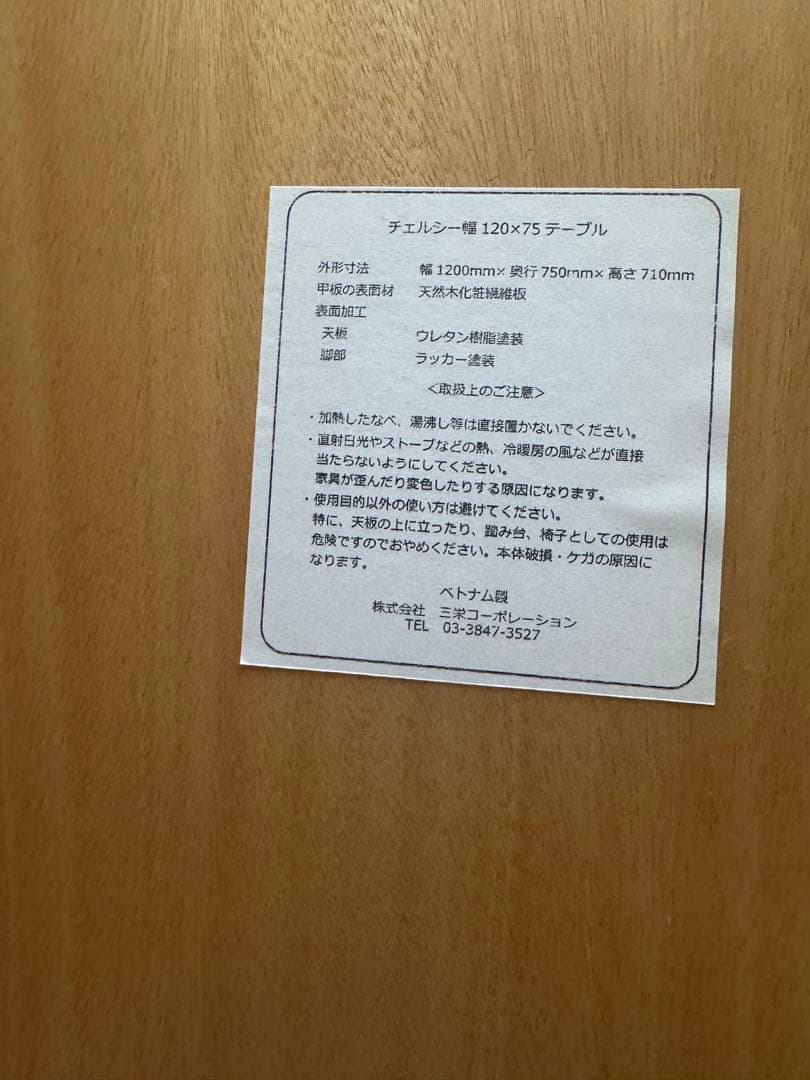 チェルシー幅 120×75 テーブル
外形寸法 幅 1200mm× 奥行 750mm× 高さ 710mm
甲板の表面材 天然木化粧繊維板
表面加工
天板 ウレタン樹脂塗装
脚部 ラッカー塗装
<取扱上のご注意>
・加熱したなべ、湯沸し等は直接置かないでください。
・直射日光やストーブなどの熱、冷暖房の風などが直接
当たらないようにしてください。
家具が歪んだり変色したりする原因になります。
・使用目的以外の使い方は避けてください。
特に、天板の上に立ったり、踏み台、椅子としての使用は
危険ですのでおやめください。本体破損・ケガの原因に
なります。
ベトナム製
株式会社 三栄コーポレーション
TEL 03-3847-3527